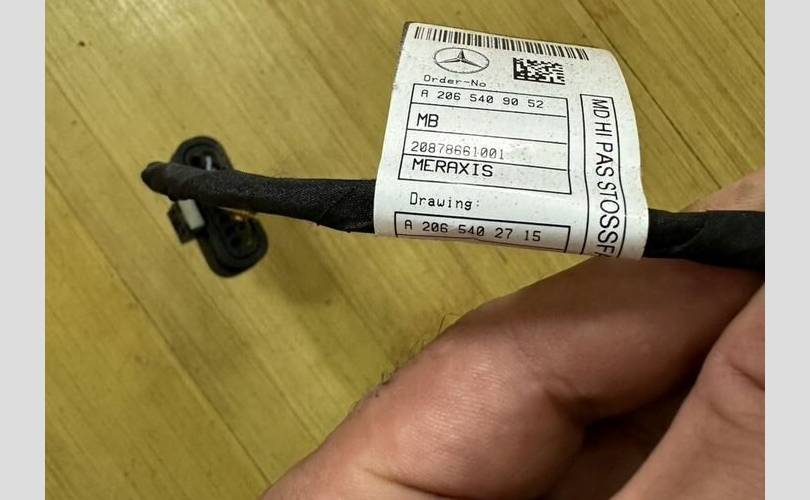 Order-No
A 206 540 90 52
MB
20878661001
MERAXIS
Drawing:
A 206 540 27 15
MD HI PAS STOSSF